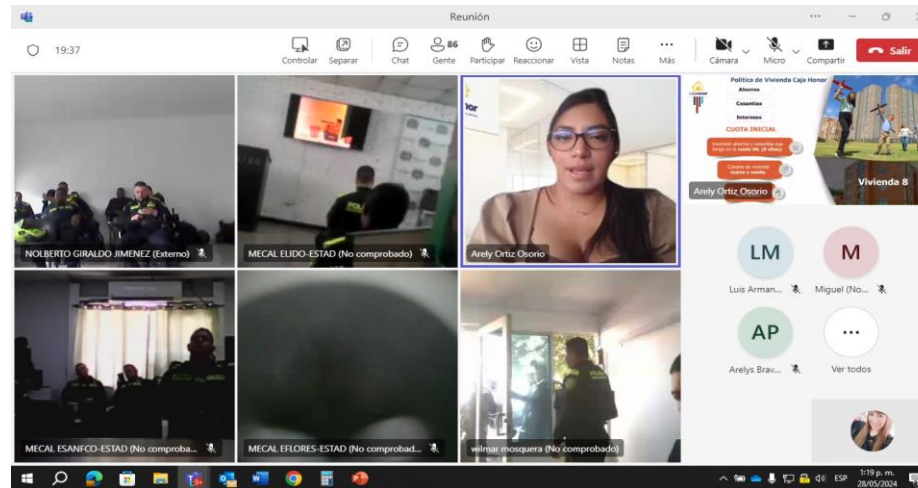 Reunión
19:37
Controlar
Separar
Chat
86
Gente
Participar
Reaccionar
Vista
Notas
Más
Cámara
Micro
Compartir
Salir
NOLBERTO GIRALDO JIMENEZ (Externo)
MECAL ELIDO-ESTAD (No comprobado)
Arely Ortiz Osorio
Política de Vivienda Caja Honor
Ahorros
Cesantías
Intereses
CUOTA INICIAL
Vivienda 8
Arely Ortiz Osorio
LM
Luis Arman...
M
Miguel (No...
AP
Arelys Brav...
Ver todos
MECAL ESANFCO-ESTAD (No comproba...
MECAL EFLORES-ESTAD (No comprobad...
wilmar mosquera (No comprobado)
ESP
1:19 p. m.
28/05/2024